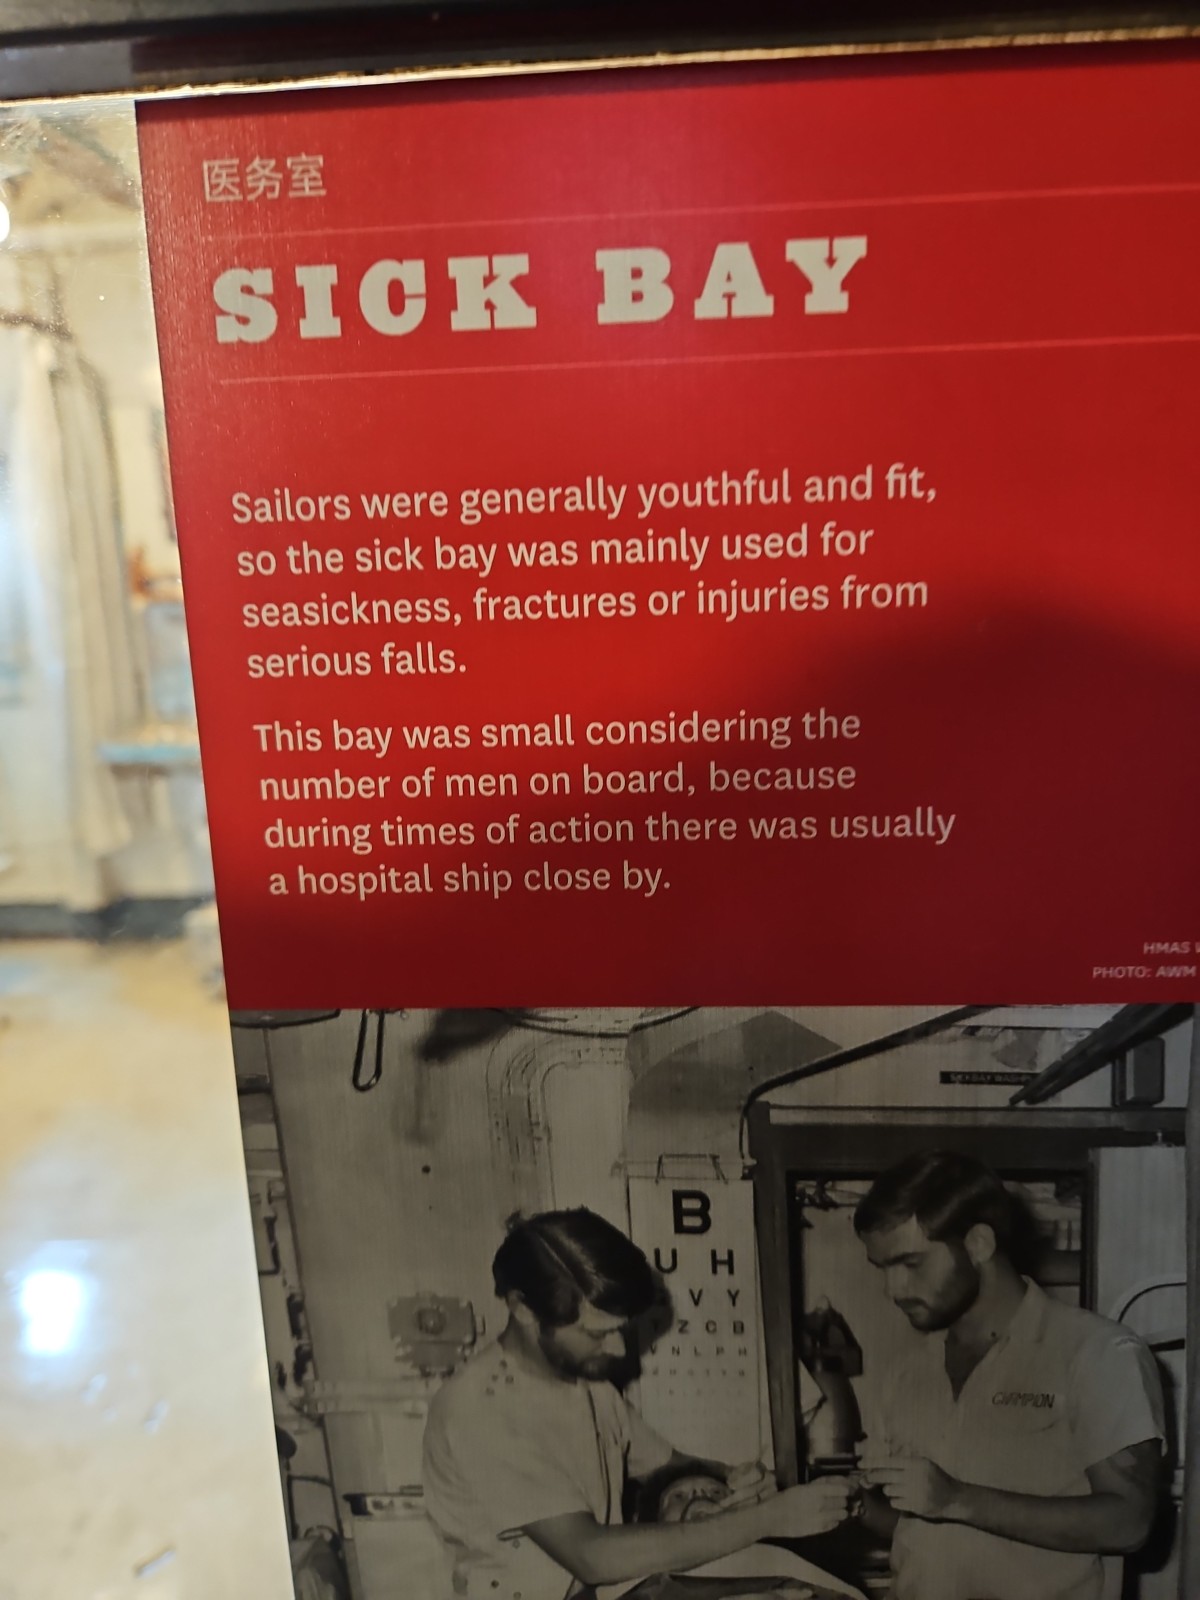 医务室
SICK BAY
Sailors were generally youthful and fit,
so the sick bay was mainly used for
seasickness, fractures or injuries from
serious falls.
This bay was small considering the
number of men on board, because
during times of action there was usually
a hospital ship close by.
HMAS
PHOTO: AWM
B
U H
V Y
Z C B
N L P H
CHAMPION